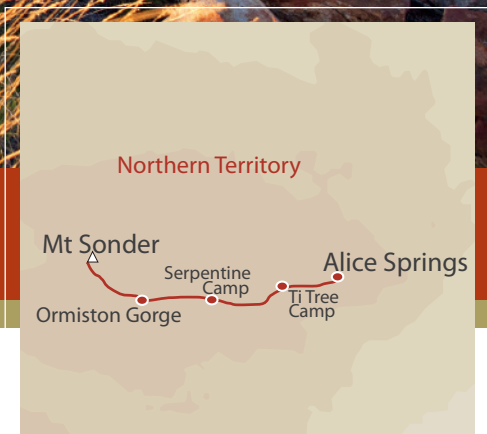 Northern Territory
Mt Sonder
Alice Springs
Serpentine
Camp
Ti Tree
Camp
Ormiston Gorge